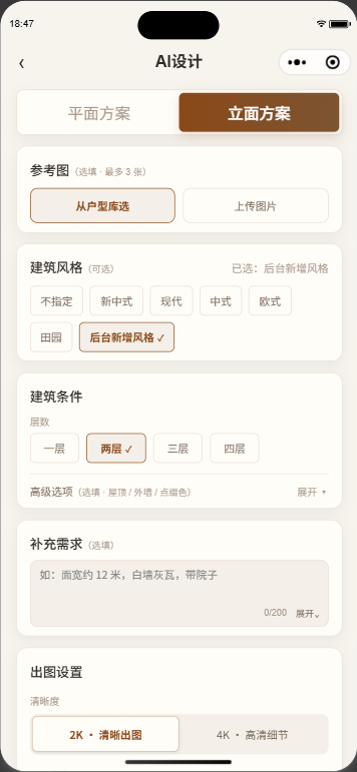 18:47
AI设计
平面方案
立面方案
参考图（选填 · 最多 3 张）
从户型库选
上传图片
建筑风格（可选）
已选：后台新增风格
不指定
新中式
现代
中式
欧式
田园
后台新增风格 ✓
建筑条件
层数
一层
两层 ✓
三层
四层
高级选项（选填 · 屋顶 / 外墙 / 点缀色）
展开
补充需求（选填）
如：面宽约 12 米，白墙灰瓦，带院子
0/200
展开
出图设置
清晰度
2K · 清晰出图
4K · 高清细节